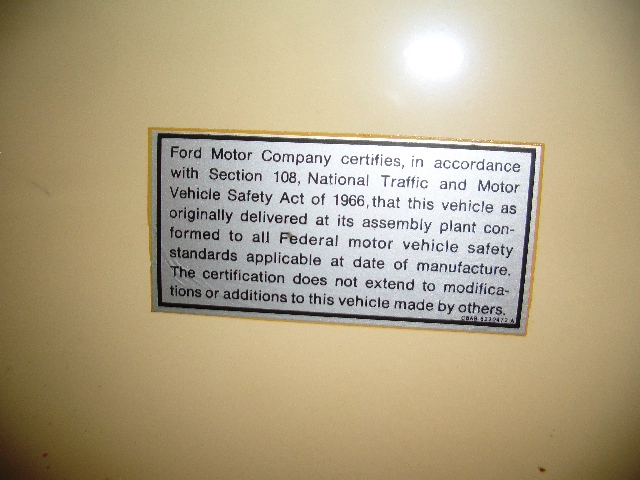 Ford Motor Company certifies, in accordance
with Section 108, National Traffic and Motor
Vehicle Safety Act of 1966, that this vehicle as
originally delivered at its assembly plant con-
formed to all Federal motor vehicle safety
standards applicable at date of manufacture.
The certification does not extend to modifica-
tions or additions to this vehicle made by others.